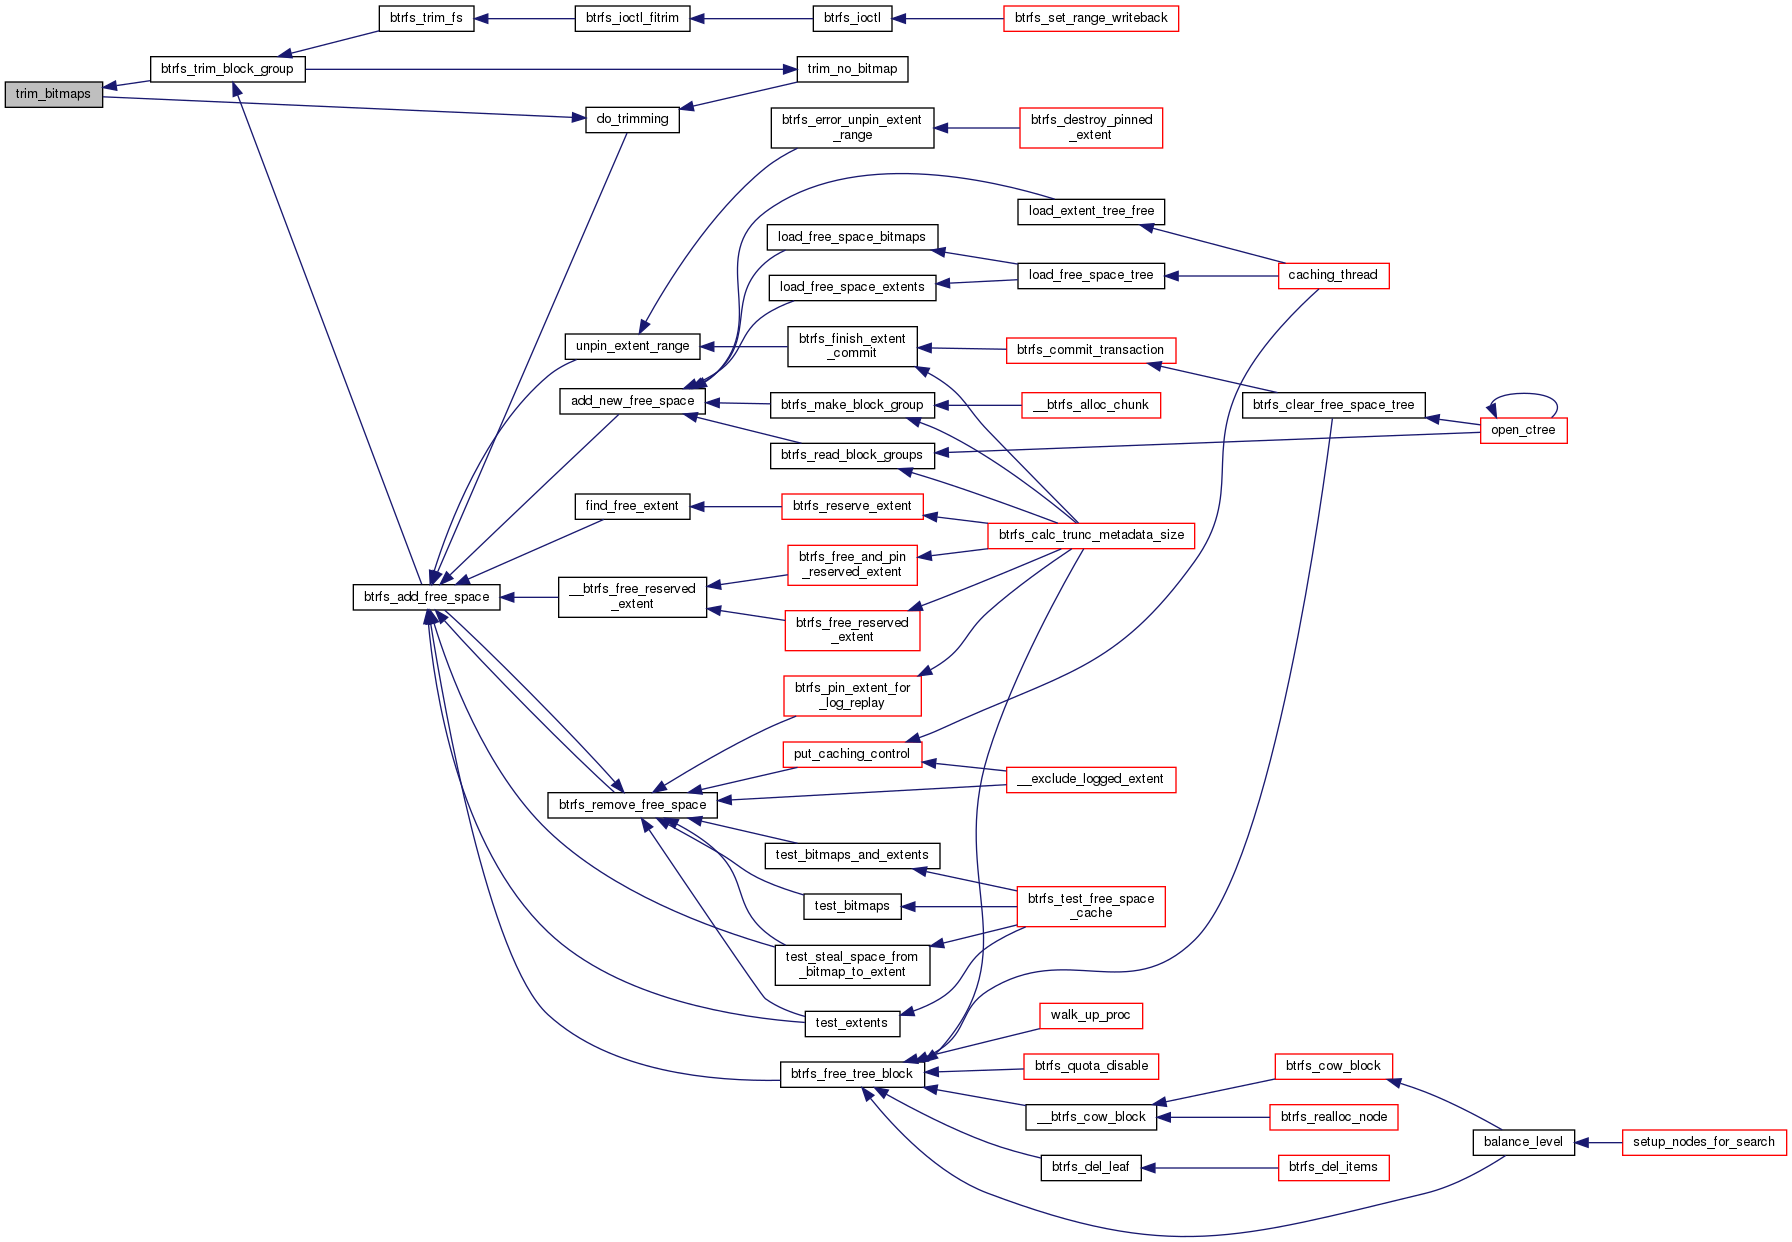 btrfs_trim_fs
btrfs_ioctl_fitrim
btrfs_ioctl
btrfs_set_range_writeback
btrfs_trim_block_group
trim_no_bitmap
trim_bitmaps
do_trimming
btrfs_error_unpin_extent
_range
btrfs_destroy_pinned
_extent
load_extent_tree_free
load_free_space_bitmaps
load_free_space_tree
caching_thread
load_free_space_extents
unpin_extent_range
btrfs_finish_extent
_commit
btrfs_commit_transaction
add_new_free_space
btrfs_make_block_group
__btrfs_alloc_chunk
btrfs_clear_free_space_tree
open_ctree
btrfs_read_block_groups
find_free_extent
btrfs_reserve_extent
btrfs_calc_trunc_metadata_size
btrfs_free_and_pin
_reserved_extent
btrfs_add_free_space
__btrfs_free_reserved
_extent
btrfs_free_reserved
_extent
btrfs_pin_extent_for
_log_replay
put_caching_control
__exclude_logged_extent
btrfs_remove_free_space
test_bitmaps_and_extents
test_bitmaps
btrfs_test_free_space
_cache
test_steal_space_from
_bitmap_to_extent
test_extents
walk_up_proc
btrfs_free_tree_block
btrfs_quota_disable
btrfs_cow_block
__btrfs_cow_block
btrfs_realloc_node
balance_level
setup_nodes_for_search
btrfs_del_leaf
btrfs_del_items